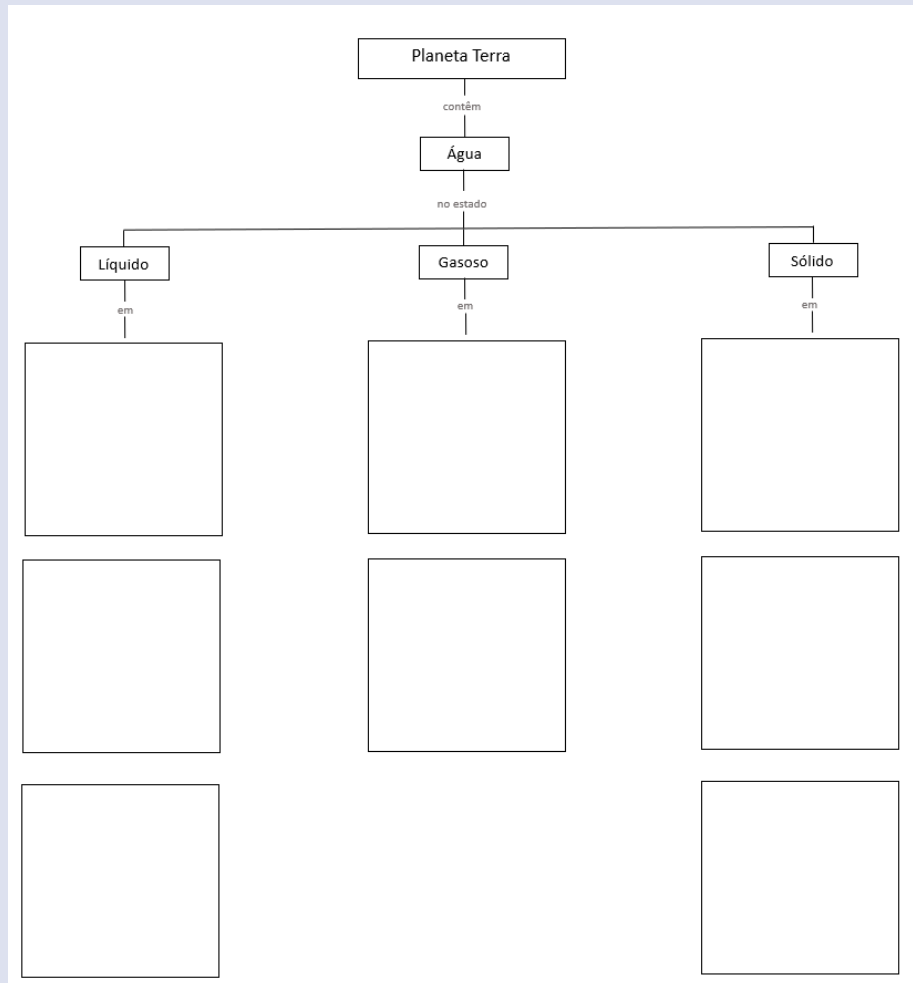 Planeta Terra
contêm
Água
no estado
Líquido
Gasoso
Sólido
em
em
em